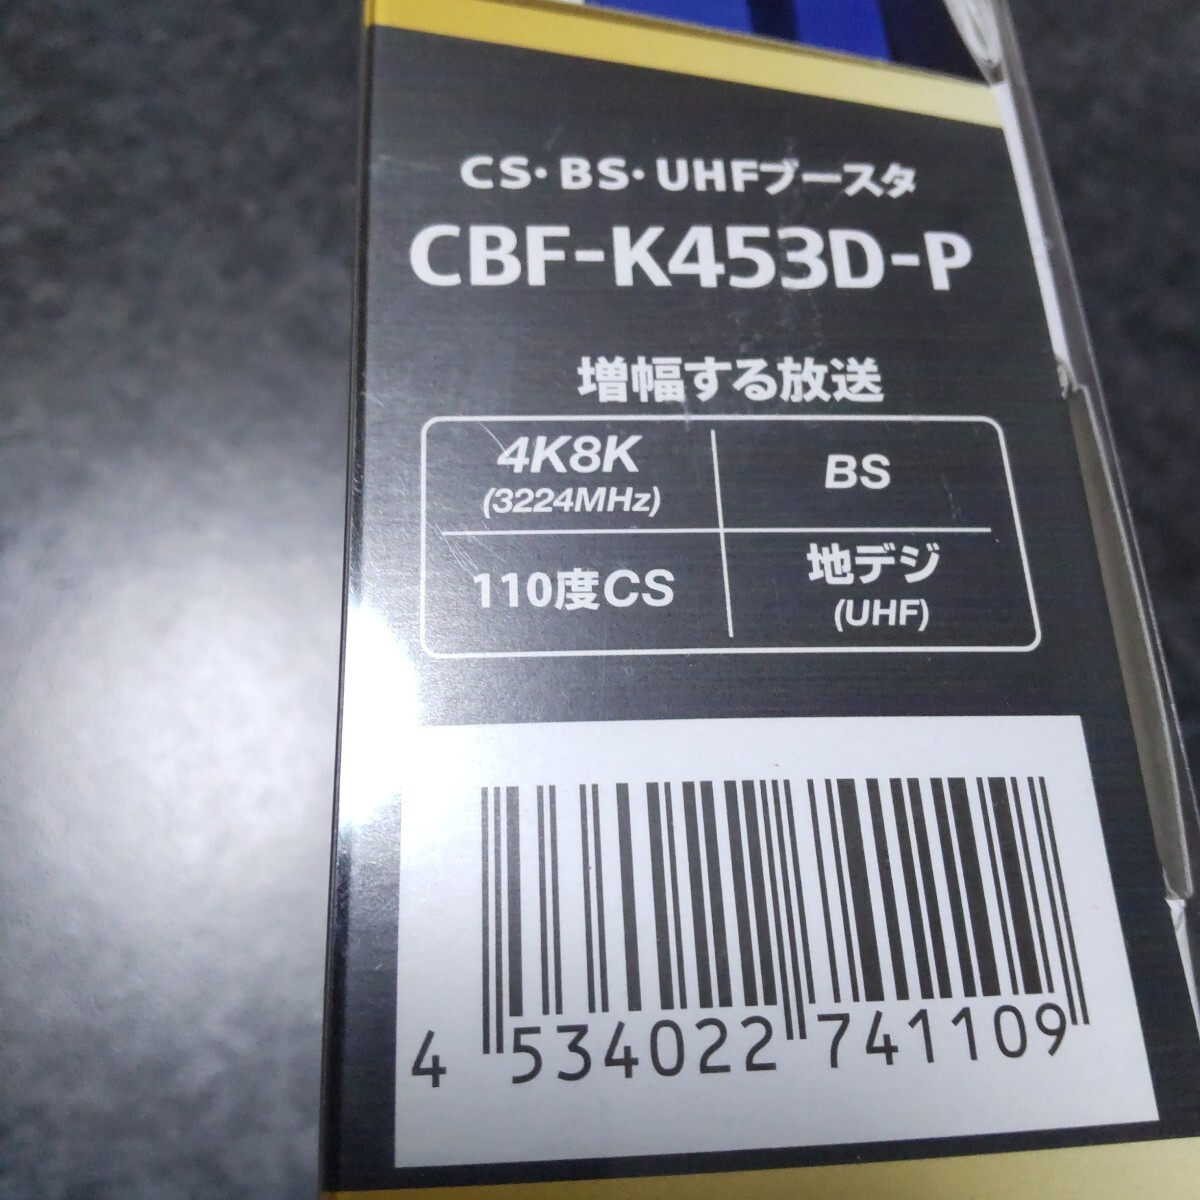 CS・BS・UHFブースタ
CBF-K453D-P
増幅する放送
4K8K
(3224MHz)
BS
110度CS
地デジ
(UHF)
4 534022 741109